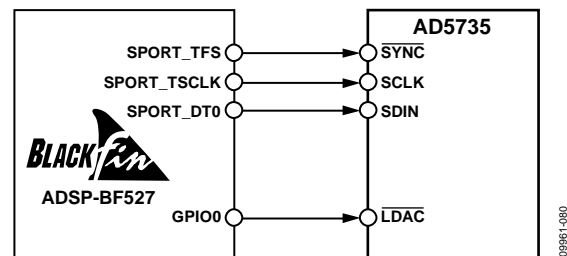 AD5735
SPORT_TFS
SYNC
SPORT_TSCLK
SCLK
SPORT_DT0
SDIN
BLACKfin
ADSP-BF527
GPIO0
LDAC
09961-080